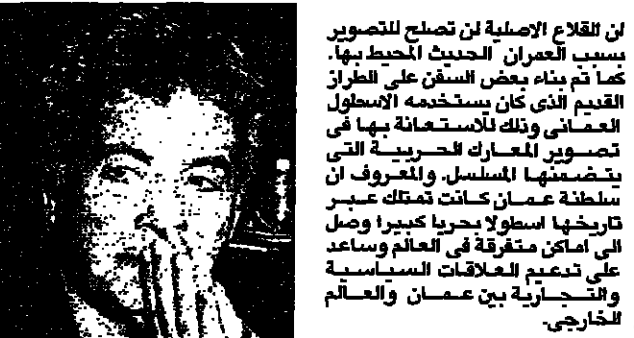 لن القلاع الاصلية لن تصلح للتصوير
بسبب العمران الحديث المحيط بها.
كما تم بناء بعض السفن على الطراز
القديم الذى كان يستخدمه الاسطول
العمانى وذلك للاستعانة بها فى
تصوير المعارك الحربية التى
يتضمنها المسلسل. والمعروف ان
سلطنة عمان كانت تمتلك عبر
تاريخها اسطولا بحريا كبيرا وصل
الى اماكن متفرقة فى العالم وساعد
على تدعيم العلاقات السياسية
والتجارية بين عمان والعالم
الخارجى.